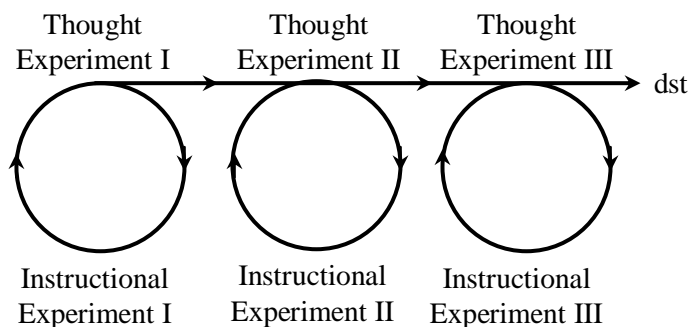 Thought
Experiment I
Thought
Experiment II
Thought
Experiment III
dst
Instructional
Experiment I
Instructional
Experiment II
Instructional
Experiment III